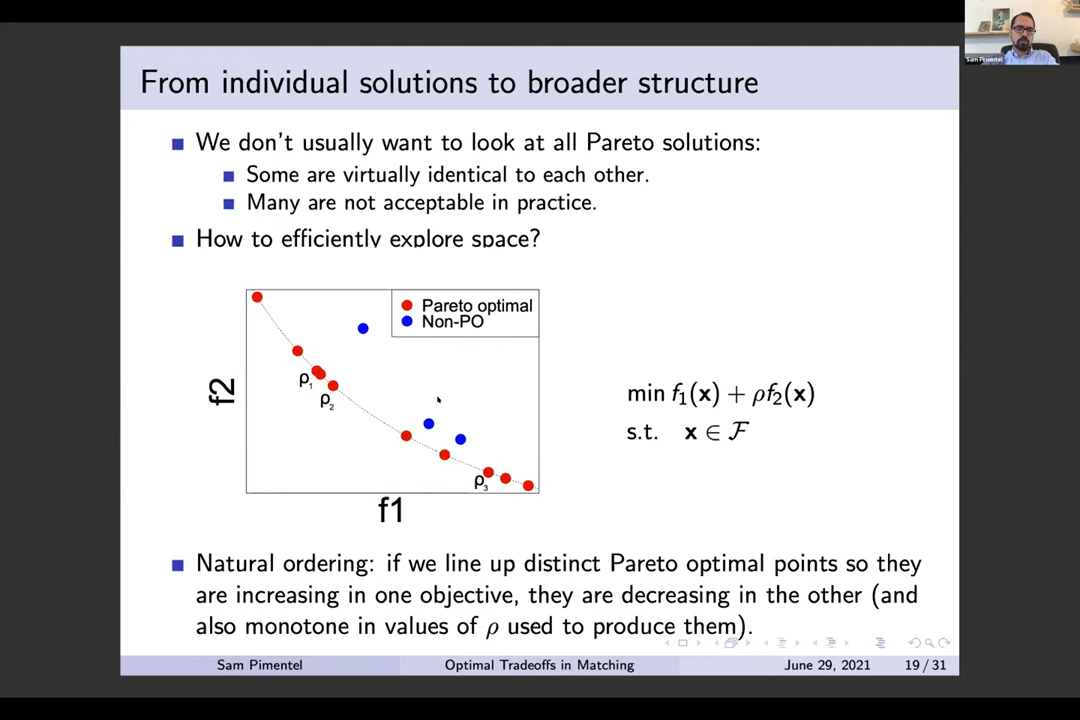 Sam Pimentel
From individual solutions to broader structure
We don't usually want to look at all Pareto solutions:
Some are virtually identical to each other.
Many are not acceptable in practice.
How to efficiently explore space?
Pareto optimal
Non-PO
f2
ρ1
ρ2
ρ3
f1
min f1(x) + ρf2(x)
s.t. x ∈ ℱ
Natural ordering: if we line up distinct Pareto optimal points so they
are increasing in one objective, they are decreasing in the other (and
also monotone in values of ρ used to produce them).
Sam Pimentel Optimal Tradeoffs in Matching June 29, 2021 19 / 31